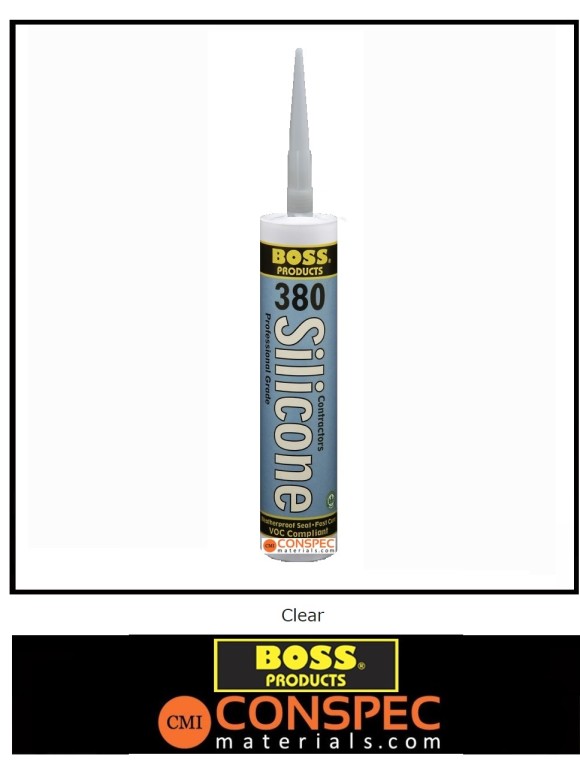 BOSS®
PRODUCTS
380
Silicone
Contractors
Professional Grade
Weatherproof Seal • Fast Cure
VOC Compliant
CMI CONSPEC
materials.com
Clear
BOSS®
PRODUCTS
CMI CONSPEC
materials.com